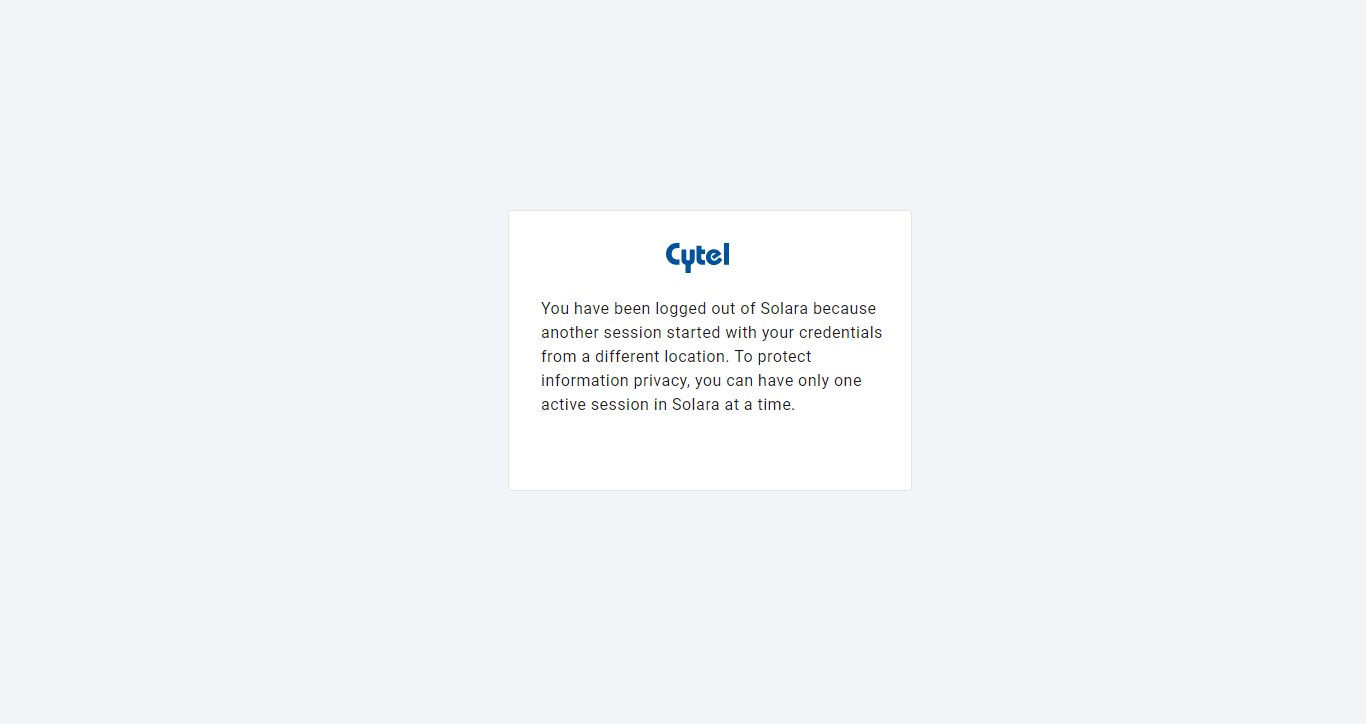 Cytel
You have been logged out of Solara because
another session started with your credentials
from a different location. To protect
information privacy, you can have only one
active session in Solara at a time.